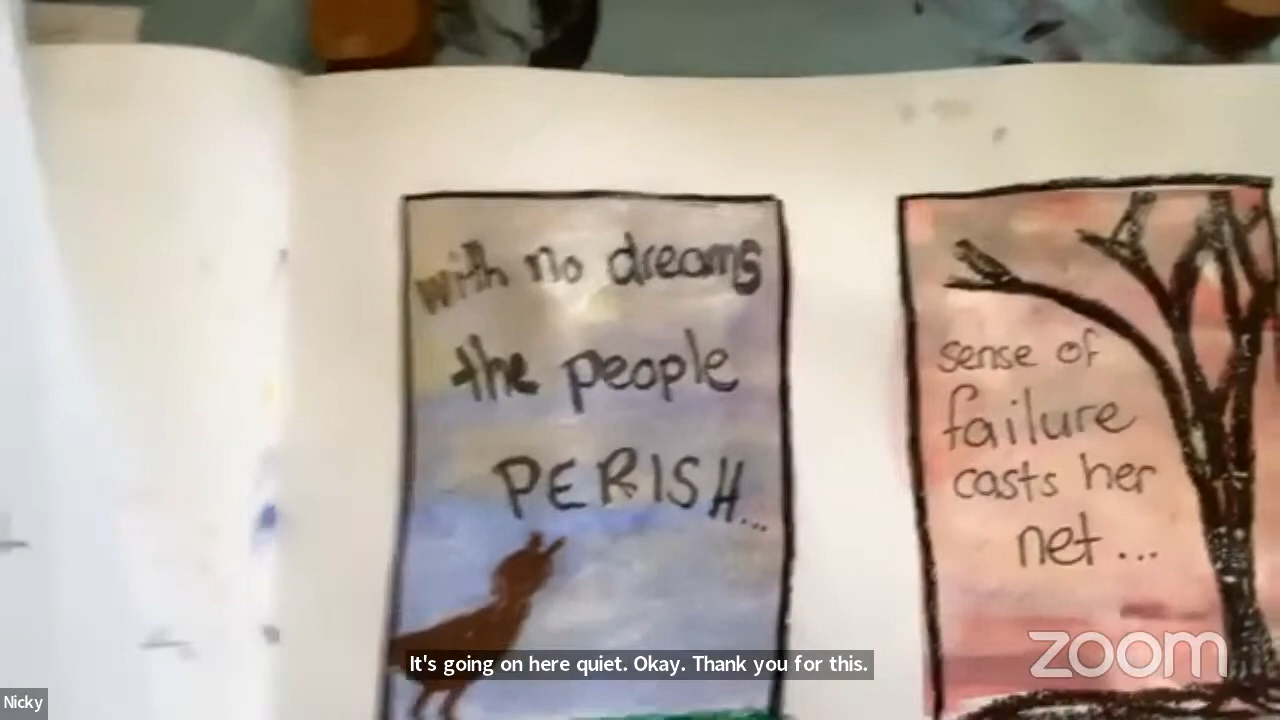 with no dreams
the people
PERISH...
sense of
failure
casts her
net...
It's going on here quiet. Okay. Thank you for this.
zoom
Nicky